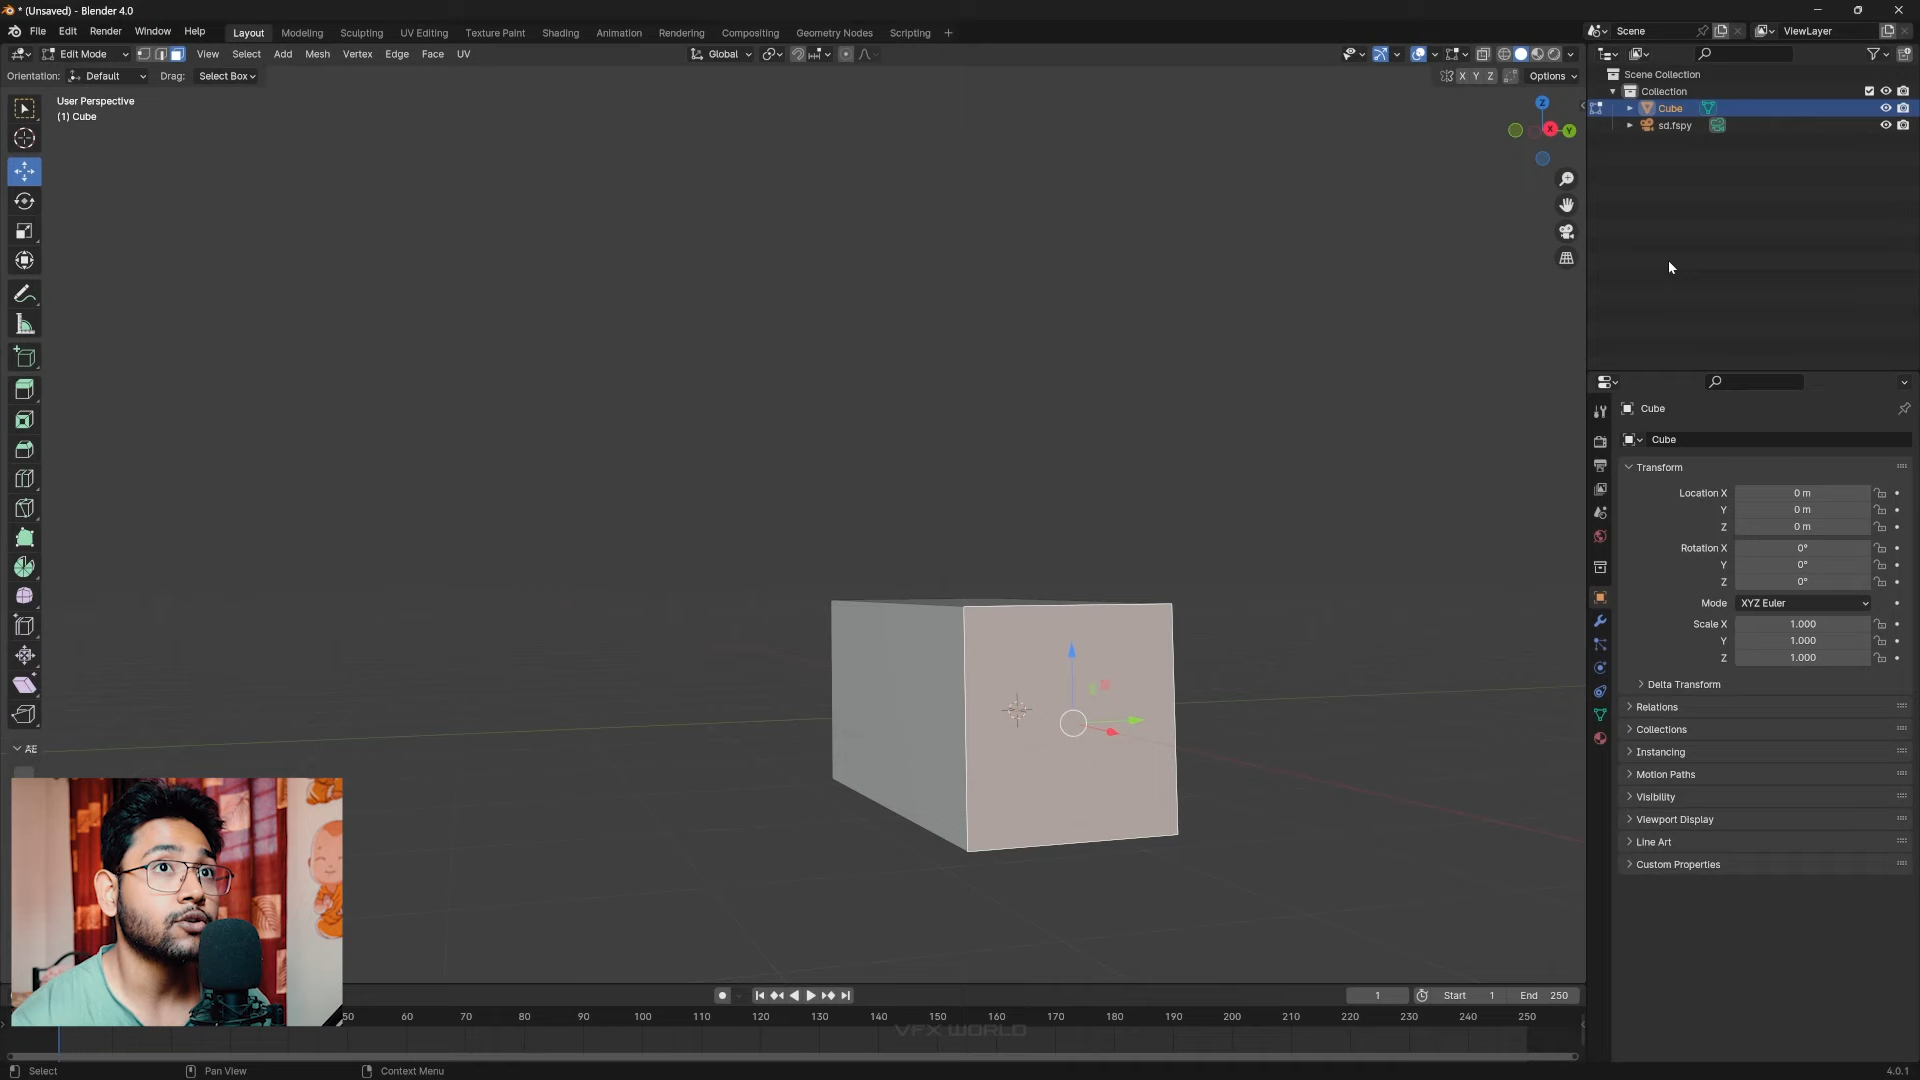 * (Unsaved) - Blender 4.0
File Edit Render Window Help Layout Modeling Sculpting UV Editing Texture Paint Shading Animation Rendering Compositing Geometry Nodes Scripting + Scene ViewLayer
Edit Mode View Select Add Mesh Vertex Edge Face UV Global
Orientation: Default Drag: Select Box X Y Z Options
User Perspective
(1) Cube
Z
X Y
Scene Collection
Collection
Cube
sd.fspy
Cube
Cube
Transform
Location X 0 m
Y 0 m
Z 0 m
Rotation X 0°
Y 0°
Z 0°
Mode XYZ Euler
Scale X 1.000
Y 1.000
Z 1.000
Delta Transform
Relations
Collections
Instancing
Motion Paths
Visibility
Viewport Display
Line Art
Custom Properties
AE
1 Start 1 End 250
50 60 70 80 90 100 110 120 130 140 150 160 170 180 190 200 210 220 230 240 250
VFX WORLD
Select Pan View Context Menu 4.0.1